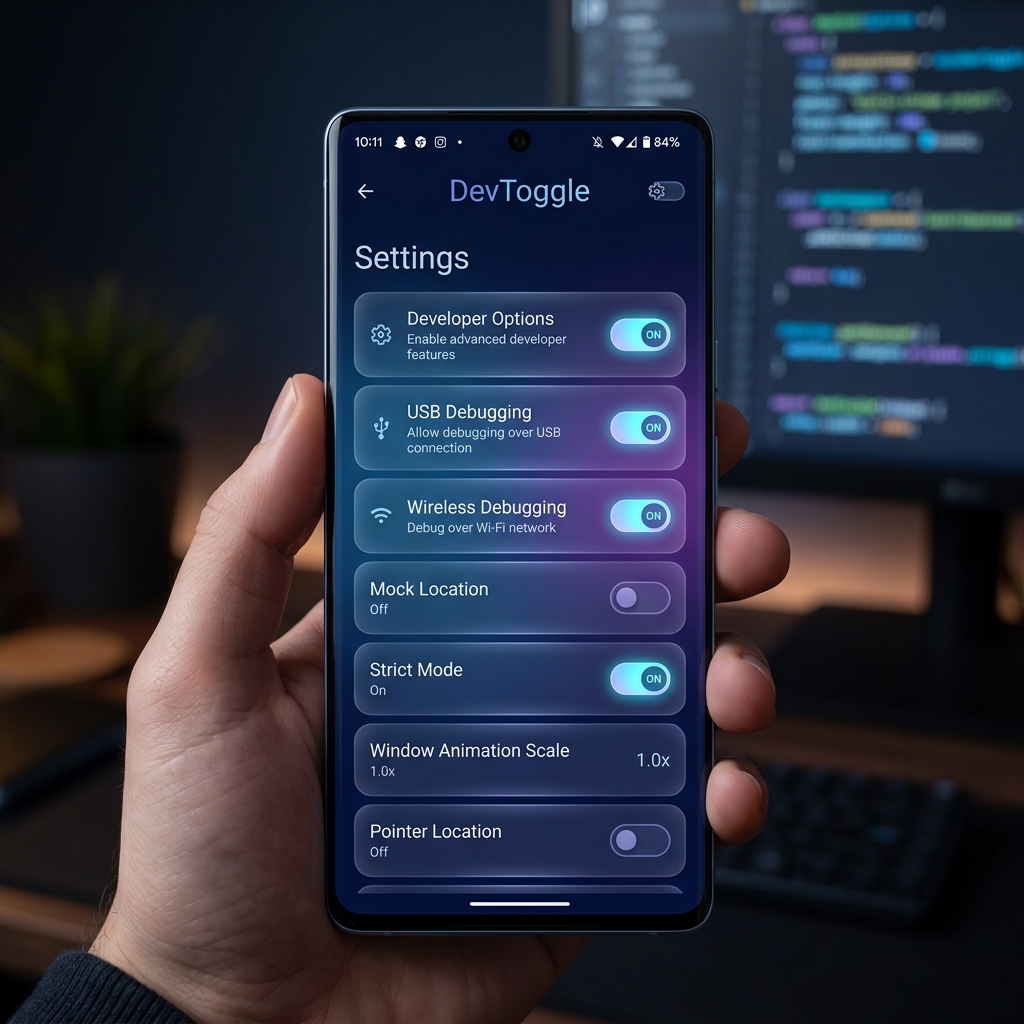 10:11
84%
DevToggle
Settings
Developer Options
Enable advanced developer
features
ON
USB Debugging
Allow debugging over USB
connection
ON
Wireless Debugging
Debug over Wi-Fi network
ON
Mock Location
Off
Strict Mode
On
ON
Window Animation Scale
1.0x
1.0x
Pointer Location
Off